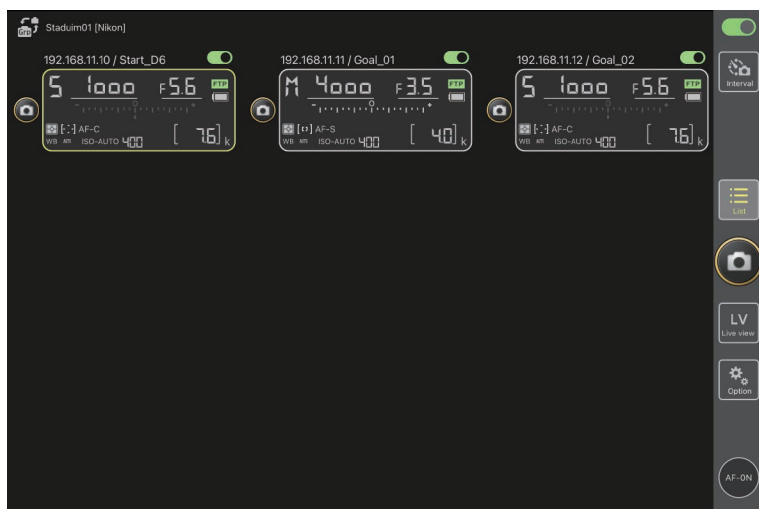 Grp Staduim01 [Nikon]
192.168.11.10 / Start_D6
S 1000 F5.6 FTP
AF-C
WB ISO-AUTO 400 [7.6] k
192.168.11.11 / Goal_01
M 4000 F3.5 FTP
AF-S
WB ISO-AUTO 400 [4.0] k
192.168.11.12 / Goal_02
S 1000 F5.6 FTP
AF-C
WB ISO-AUTO 400 [7.6] k
Interval
List
LV
Live view
Option
AF-ON